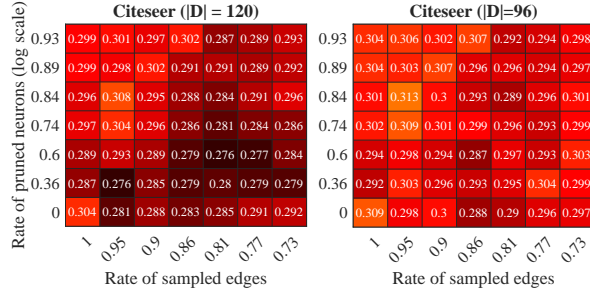 Citeseer (|D| = 120)
Rate of pruned neurons (log scale)
0.93 0.299 0.301 0.297 0.302 0.287 0.289 0.293
0.89 0.299 0.298 0.302 0.291 0.291 0.289 0.292
0.84 0.296 0.308 0.295 0.288 0.284 0.291 0.296
0.74 0.297 0.304 0.296 0.286 0.281 0.284 0.286
0.6 0.289 0.293 0.289 0.279 0.276 0.277 0.284
0.36 0.287 0.276 0.285 0.279 0.28 0.273 0.279
0 0.304 0.281 0.288 0.283 0.285 0.291 0.292
1 0.95 0.9 0.86 0.81 0.77 0.73
Rate of sampled edges
Citeseer (|D|=96)
0.93 0.304 0.306 0.302 0.307 0.292 0.294 0.298
0.89 0.304 0.303 0.307 0.296 0.296 0.294 0.297
0.84 0.301 0.313 0.3 0.293 0.289 0.296 0.301
0.74 0.302 0.309 0.301 0.299 0.296 0.293 0.299
0.6 0.294 0.298 0.294 0.287 0.297 0.293 0.303
0.36 0.292 0.303 0.296 0.293 0.295 0.304 0.299
0 0.309 0.298 0.3 0.288 0.29 0.296 0.297
1 0.95 0.9 0.86 0.81 0.77 0.73
Rate of sampled edges